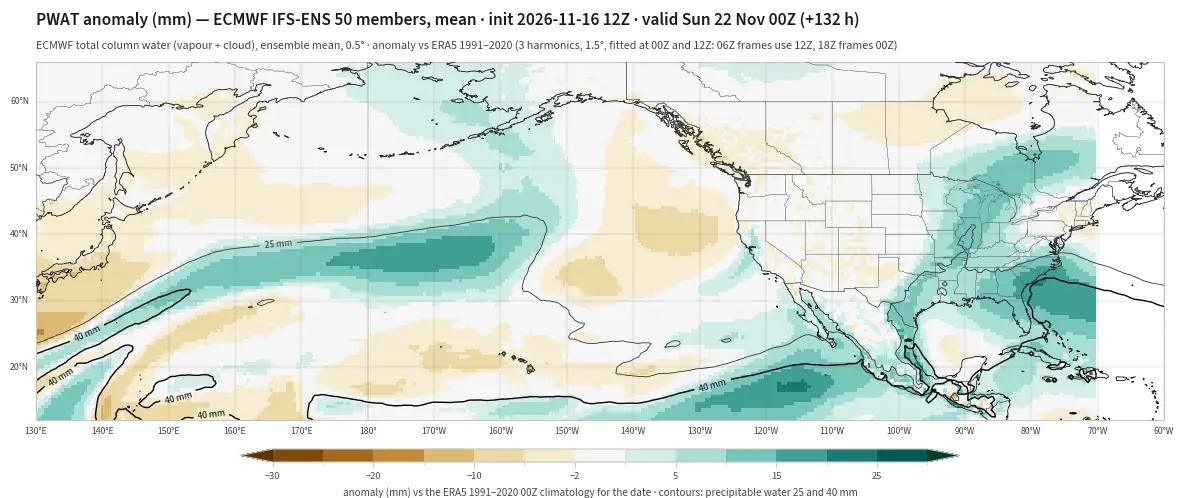 PWAT anomaly (mm) — ECMWF IFS-ENS 50 members, mean · init 2026-11-16 12Z · valid Sun 22 Nov 00Z (+132 h)
ECMWF total column water (vapour + cloud), ensemble mean, 0.5° · anomaly vs ERA5 1991–2020 (3 harmonics, 1.5°, fitted at 00Z and 12Z: 06Z frames use 12Z, 18Z frames 00Z)
60°N
50°N
40°N
25 mm
30°N
40 mm
20°N
40 mm
40 mm
40 mm
40 mm
130°E 140°E 150°E 160°E 170°E 180° 170°W 160°W 150°W 140°W 130°W 120°W 110°W 100°W 90°W 80°W 70°W 60°W
−30 −20 −10 −2 5 15 25
anomaly (mm) vs the ERA5 1991–2020 00Z climatology for the date · contours: precipitable water 25 and 40 mm